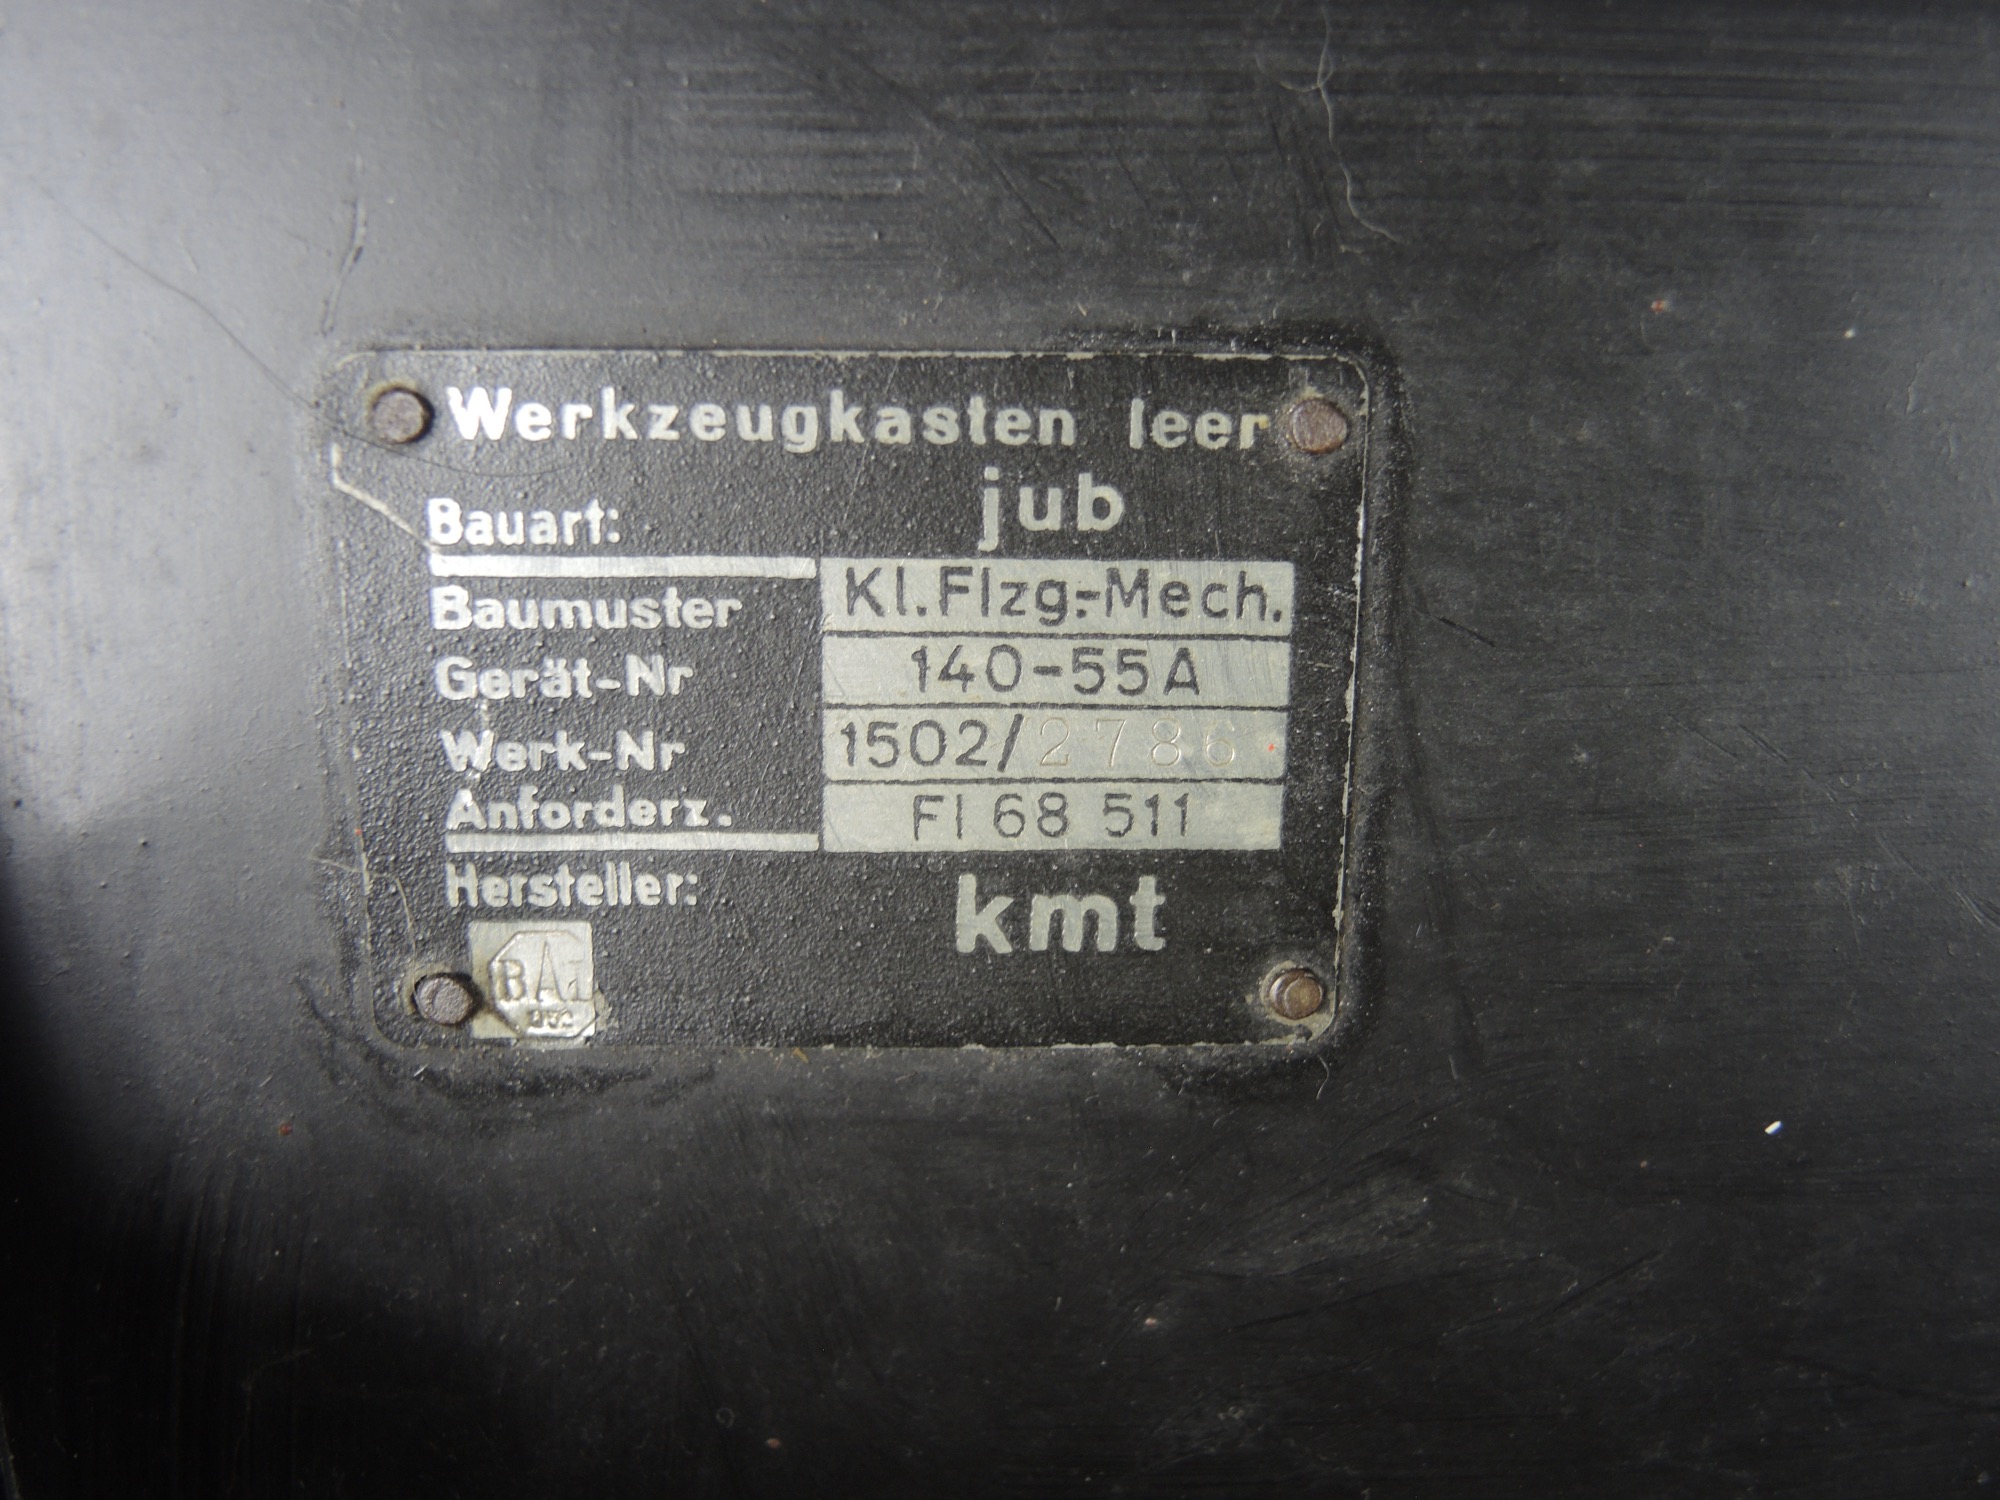 Werkzeugkasten leer
Bauart: jub
Baumuster Kl.Flzg.-Mech.
Gerät-Nr 140-55A
Werk-Nr 1502/2786
Anforderz. Fl 68 511
Hersteller: kmt
BAL